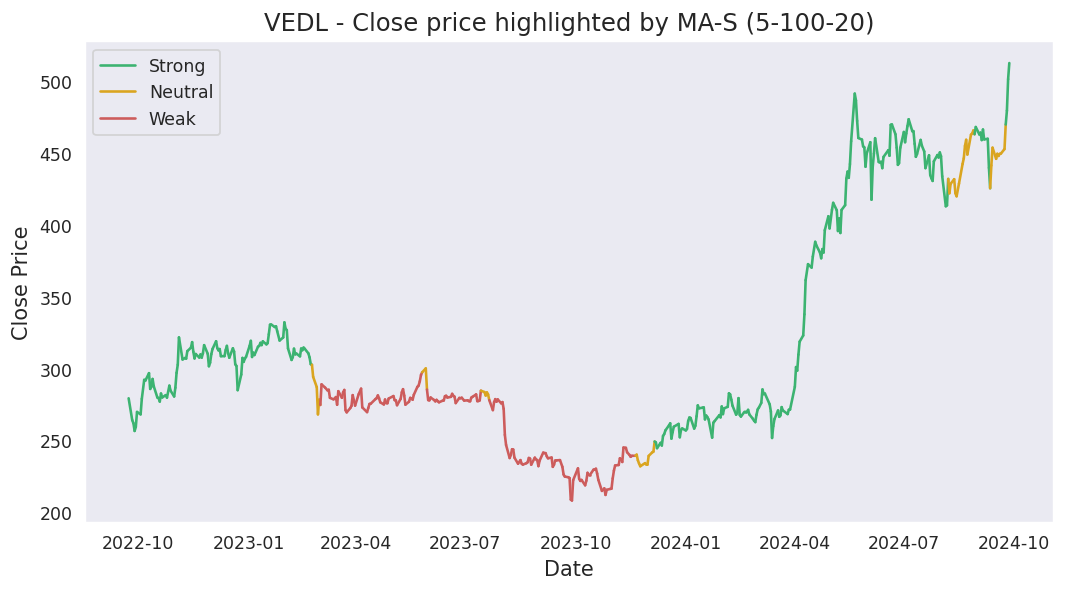 VEDL - Close price highlighted by MA-S (5-100-20)
Strong
Neutral
Weak
Close Price
500
450
400
350
300
250
200
2022-10 2023-01 2023-04 2023-07 2023-10 2024-01 2024-04 2024-07 2024-10
Date